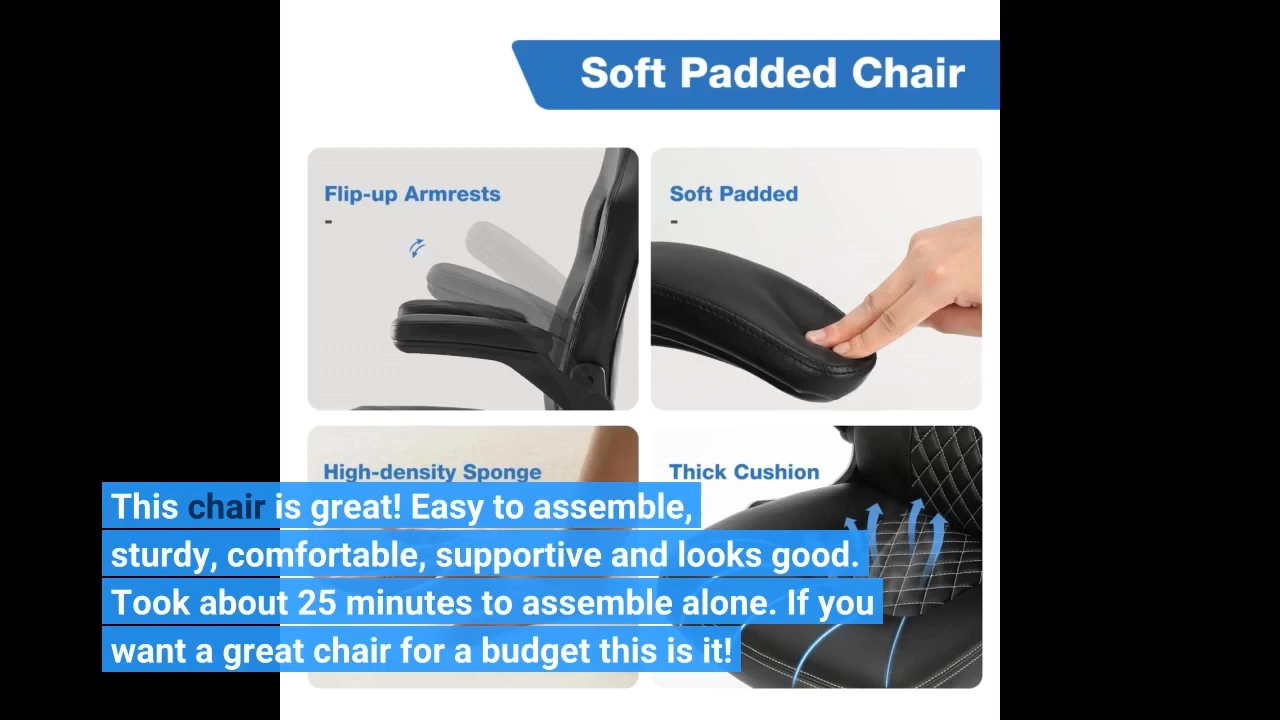 Soft Padded Chair
Flip-up Armrests
-
Soft Padded
-
High-density Sponge
Thick Cushion
This chair is great! Easy to assemble,
sturdy, comfortable, supportive and looks good.
Took about 25 minutes to assemble alone. If you
want a great chair for a budget this is it!